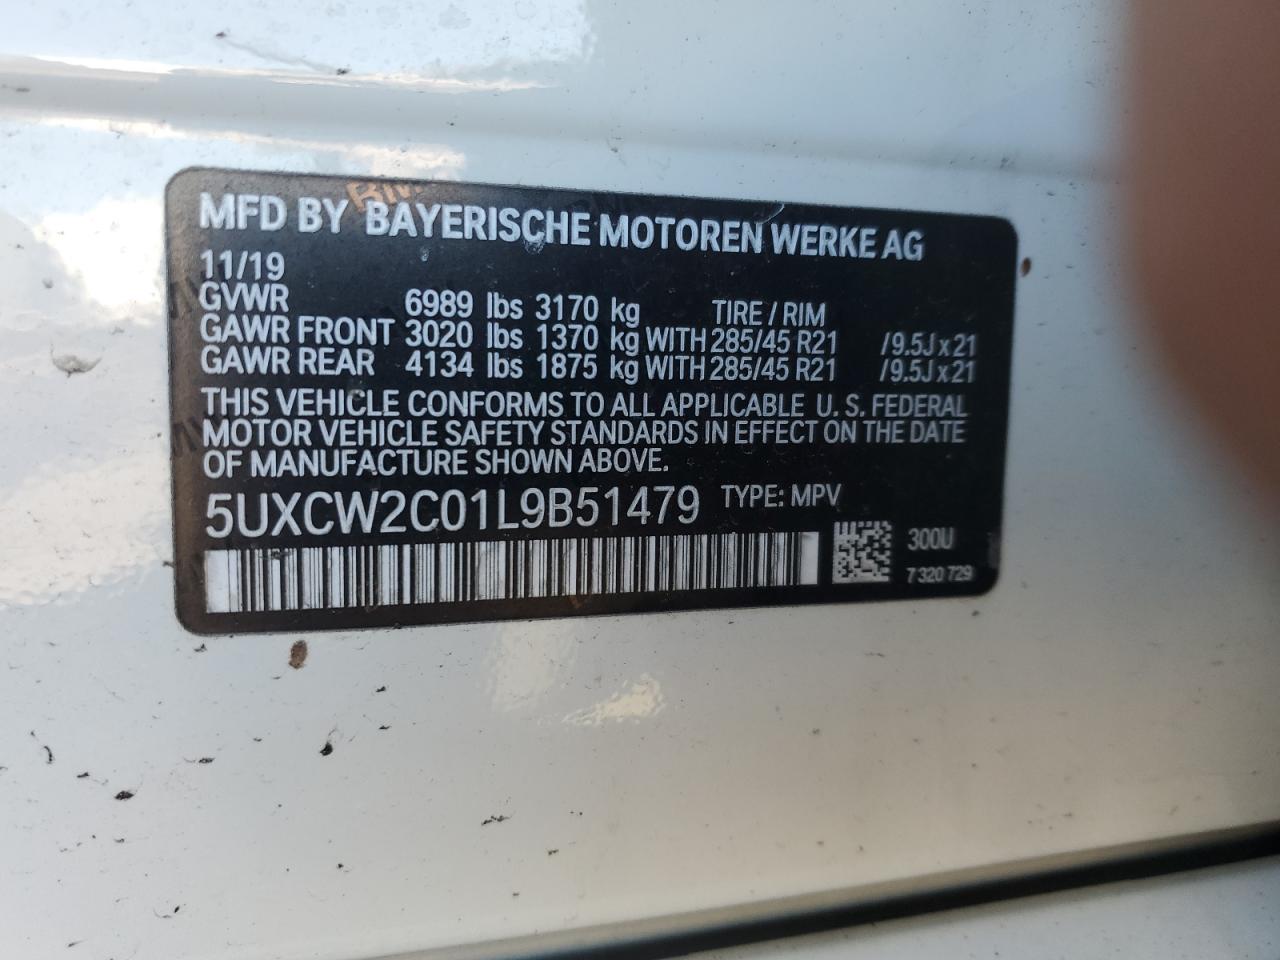 MFD BY BAYERISCHE MOTOREN WERKE AG
11/19
GVWR 6989 lbs 3170 kg TIRE / RIM
GAWR FRONT 3020 lbs 1370 kg WITH 285/45 R21 /9.5J x 21
GAWR REAR 4134 lbs 1875 kg WITH 285/45 R21 /9.5J x 21
THIS VEHICLE CONFORMS TO ALL APPLICABLE U. S. FEDERAL
MOTOR VEHICLE SAFETY STANDARDS IN EFFECT ON THE DATE
OF MANUFACTURE SHOWN ABOVE.
5UXCW2C01L9B51479 TYPE: MPV
300U
7 320 729